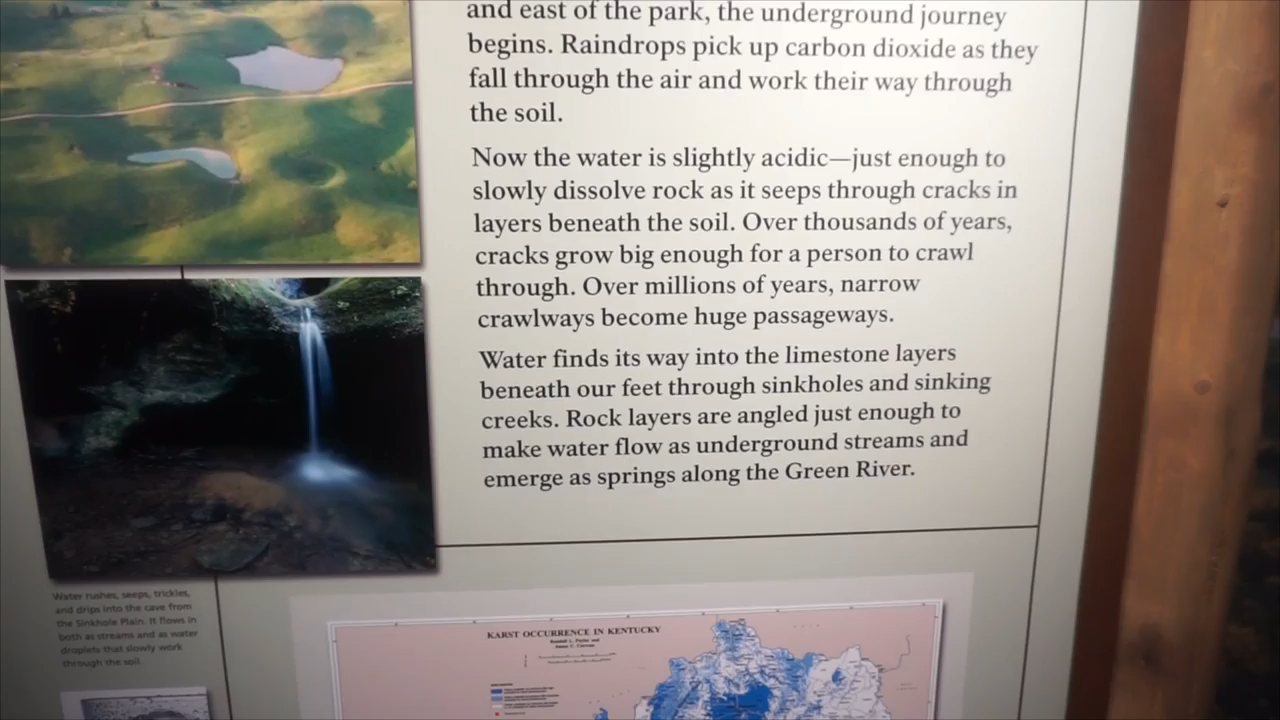 and east of the park, the underground journey
begins. Raindrops pick up carbon dioxide as they
fall through the air and work their way through
the soil.
Now the water is slightly acidic—just enough to
slowly dissolve rock as it seeps through cracks in
layers beneath the soil. Over thousands of years,
cracks grow big enough for a person to crawl
through. Over millions of years, narrow
crawlways become huge passageways.
Water finds its way into the limestone layers
beneath our feet through sinkholes and sinking
creeks. Rock layers are angled just enough to
make water flow as underground streams and
emerge as springs along the Green River.
Water rushes, seeps, trickles,
and drips into the cave from
the Sinkhole Plain. It flows in
both as streams and as water
droplets that slowly work
through the soil.
KARST OCCURRENCE IN KENTUCKY